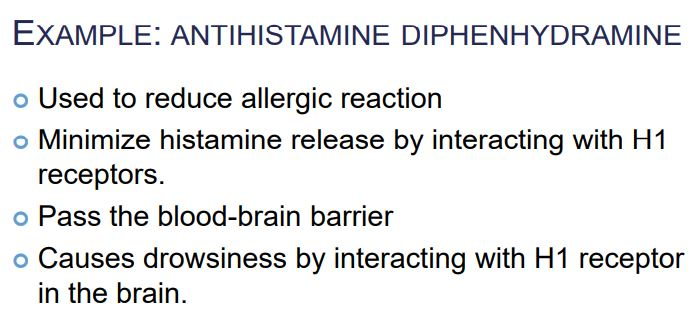 EXAMPLE: ANTIHISTAMINE DIPHENHYDRAMINE
Used to reduce allergic reaction
Minimize histamine release by interacting with H1
receptors.
Pass the blood-brain barrier
Causes drowsiness by interacting with H1 receptor
in the brain.